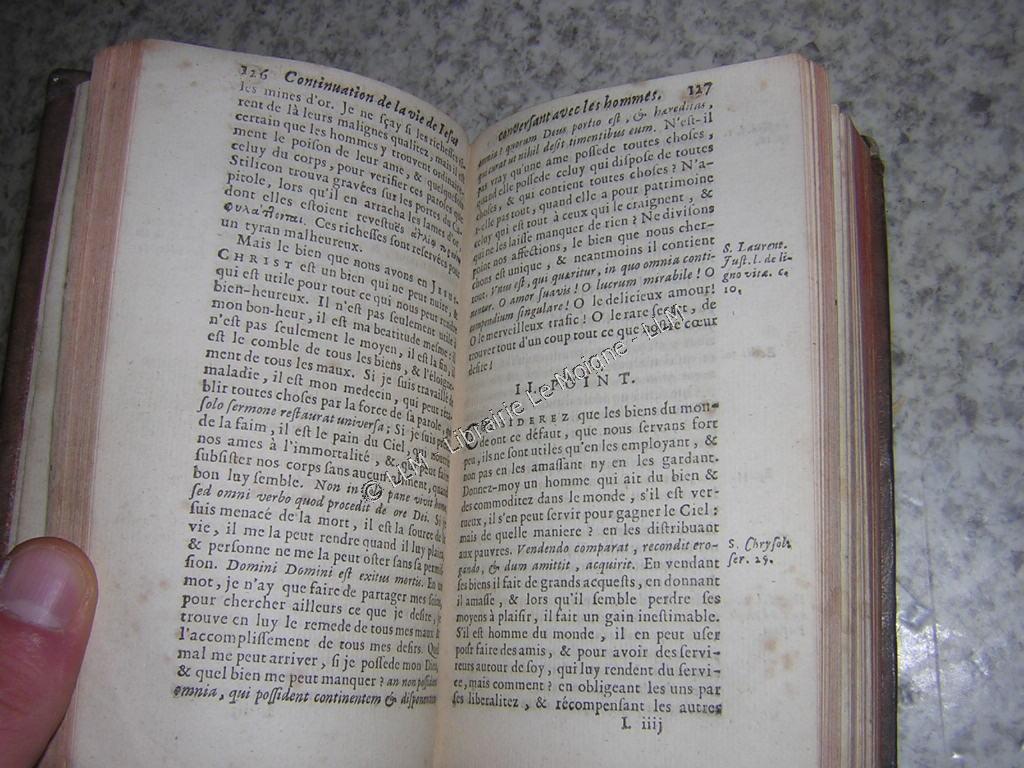 126 Continuation de la vie de Iesus
les mines d'or. Je ne sçay si les richesses ti-
rent de là leurs malignes qualitez, mais il est
certain que les hommes y trouvent ordinaire-
ment le poison de leur ame, & quelquefois
celuy du corps, pour verifier ces paroles que
Stilicon trouva gravées sur les portes du Ca-
pitole, lors qu'il en arracha les lames d'or,
dont elles estoient revestuës
Ces richesses sont reservées pour
un tyran malheureux.
Mais le bien que nous avons en JESUS-
CHRIST est un bien qui ne peut nuire, &
qui est utile pour tout ce qui nous peut rendre
bien-heureux. Il n'est pas seulement utile à
mon bon-heur, il est ma beatitude mesme: il
n'est pas seulement le moyen, il est la fin, il
est le comble de tous les biens, & l'éloigne-
ment de tous les maux. Si je suis travaillé de
maladie, il est mon medecin, qui peut réta-
blir toutes choses par la force de sa parole, qui
solo sermone restaurat universa; Si je suis pressé
de la faim, il est le pain du Ciel, qui nourrit
nos ames à l'immortalité, & qui peut faire
subsister nos corps sans aucun aliment, quand
bon luy semble. Non in solo pane vivit homo,
sed omni verbo quod procedit de ore Dei. Si je
suis menacé de la mort, il est la source de la
vie, il me la peut rendre quand il luy plaira,
& personne ne me la peut oster sans sa permis-
sion. Domini Domini est exitus mortis. En un
mot, je n'ay que faire de partager mes soins,
pour chercher ailleurs ce que je desire, je
trouve en luy le remede de tous mes maux &
l'accomplissement de tous mes desirs. Quel
mal me peut arriver, si je possede mon Dieu,
& quel bien me peut manquer? an non possident
omnia, qui possident continentem & disponentem
conversant avec les hommes. 127
omnia? quorum Deus portio est, & hæreditas,
qui curat ut nihil desit timentibus eum. N'est-il
pas vray qu'une ame possede toutes choses,
quand elle possede celuy qui dispose de toutes
choses, & qui contient toutes choses? N'a-
t-elle pas tout, quand elle a pour patrimoine
celuy qui est tout à ceux qui le craignent, &
qui ne les laisse manquer de rien? Ne divisons
point nos affections, le bien que nous cher-
chons est unique, & neantmoins il contient
tout. Unus est, qui quæritur, in quo omnia conti-
nentur. O amor suavis! O lucrum mirabile! O
compendium singulare! O le delicieux amour!
O le merveilleux trafic! O le rare secret, de
trouver tout d'un coup tout ce que le cœur
desire!
S. Laurent.
Just. l. de li-
gno vitæ. c.
10.
II. POINT.
CONSIDEREZ que les biens du mon-
de ont ce défaut, que nous servans fort
peu, ils ne sont utiles qu'en les employant, &
non pas en les amassant ny en les gardant.
Donnez-moy un homme qui ait du bien &
des commoditez dans le monde, s'il est ver-
tueux, il s'en peut servir pour gagner le Ciel:
mais de quelle maniere? en les distribuant
aux pauvres. Vendendo comparat, recondit ero-
gando, & dum amittit, acquirit. En vendant
ses biens il fait de grands acquests, en donnant
il amasse, & lors qu'il semble perdre ses
moyens à plaisir, il fait un gain inestimable.
S'il est homme du monde, il en peut user
pour faire des amis, & pour avoir des servi-
teurs autour de soy, qui luy rendent du servi-
ce, mais comment? en obligeant les uns par
ses liberalitez, & récompensant les autres
S. Chrysol.
ser. 25.
L iiij
© LLM - Librairie Le Moigne - LLM